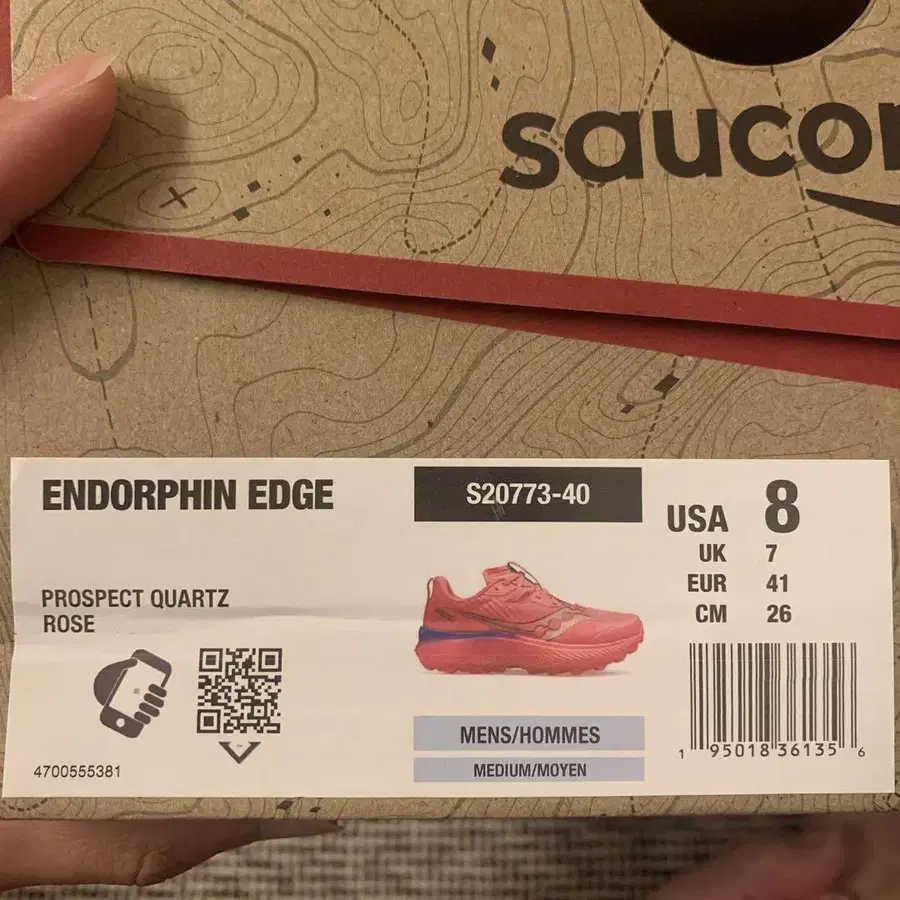 saucon
ENDORPHIN EDGE
S20773-40
USA 8
UK 7
EUR 41
CM 26
PROSPECT QUARTZ
ROSE
MENS/HOMMES
MEDIUM/MOYEN
4700555381
1 95018 36135 6